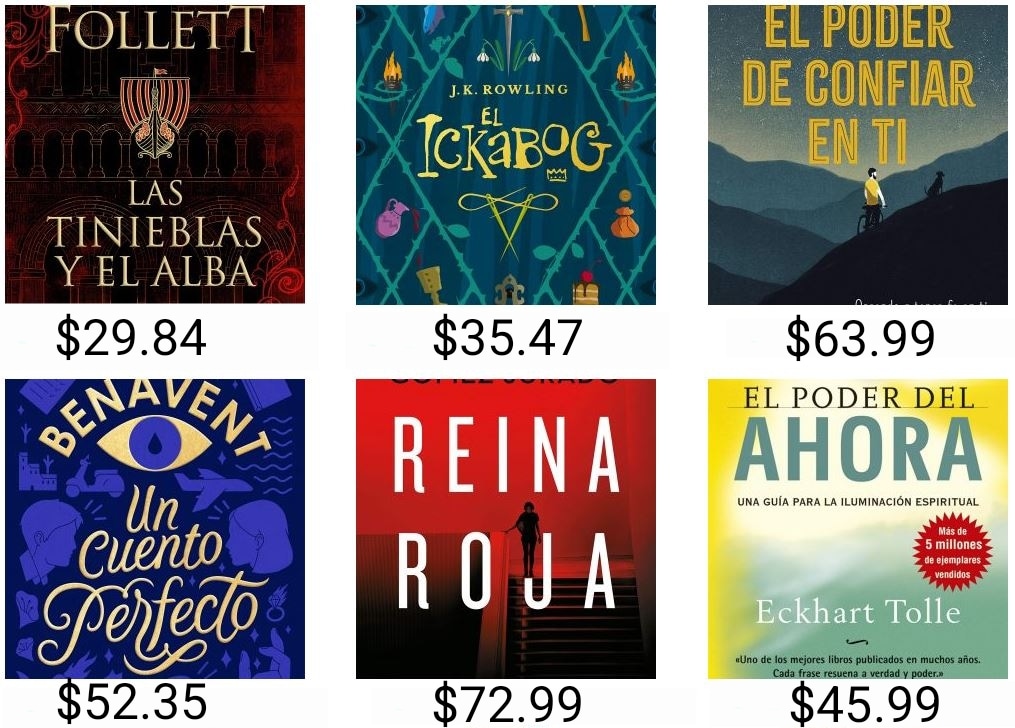 FOLLETT
LAS
TINIEBLAS
Y EL ALBA
$29.84
J.K. ROWLING
EL
ICKABOG
$35.47
EL PODER
DE CONFIAR
EN TI
$63.99
BENAVENT
Un
Cuento
Perfecto
$52.35
GÓMEZ-JURADO
REINA
ROJA
$72.99
EL PODER DEL
AHORA
UNA GUÍA PARA LA ILUMINACIÓN ESPIRITUAL
Más de
5 millones
de ejemplares
vendidos
Eckhart Tolle
«Uno de los mejores libros publicados en muchos años.
Cada frase resuena a verdad y poder.»
$45.99